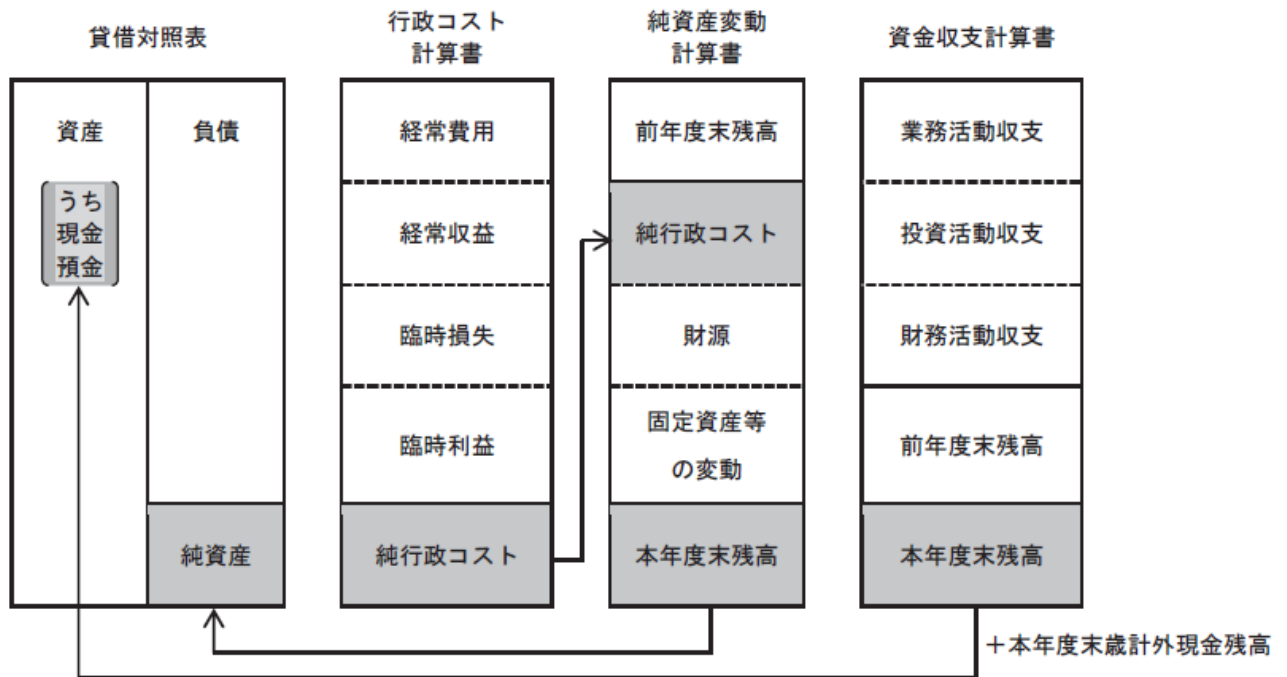 貸借対照表
行政コスト
計算書
純資産変動
計算書
資金収支計算書
資産
うち
現金
預金
負債
純資産
経常費用
経常収益
臨時損失
臨時利益
純行政コスト
前年度末残高
純行政コスト
財源
固定資産等
の変動
本年度末残高
業務活動収支
投資活動収支
財務活動収支
前年度末残高
本年度末残高
＋本年度末歳計外現金残高